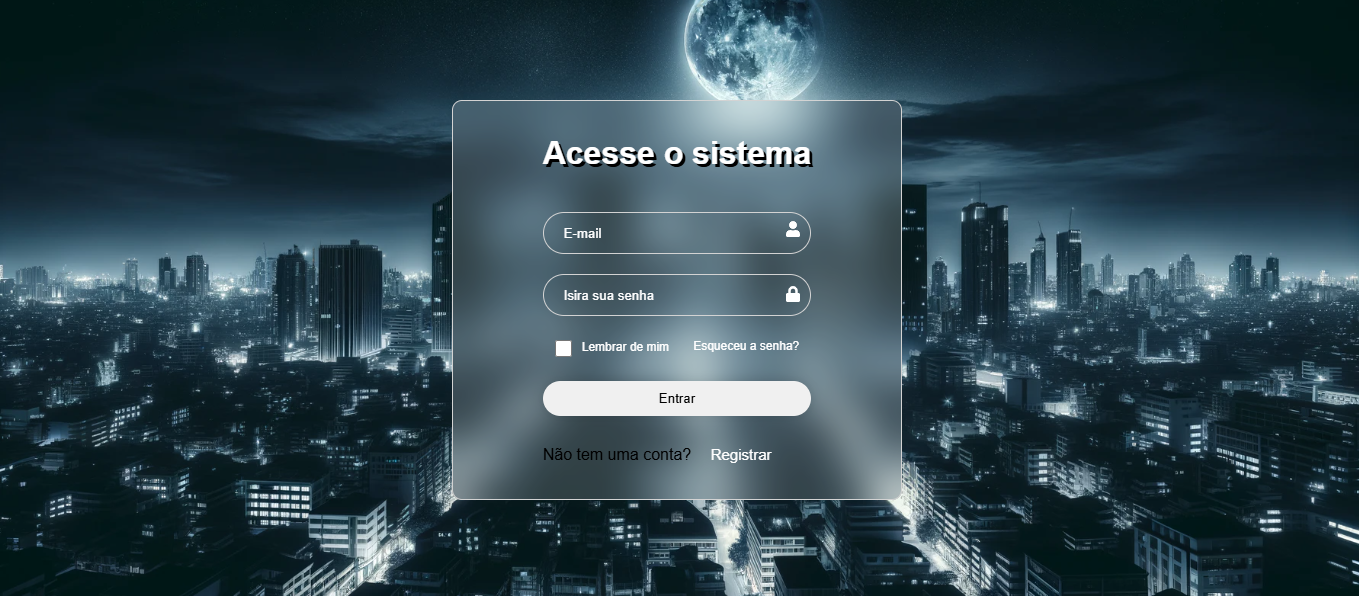 Acesse o sistema
E-mail
Isira sua senha
Lembrar de mim Esqueceu a senha?
Entrar
Não tem uma conta? Registrar